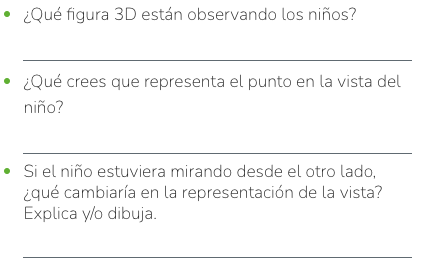 • ¿Qué figura 3D están observando los niños?
• ¿Qué crees que representa el punto en la vista del
niño?
• Si el niño estuviera mirando desde el otro lado,
¿qué cambiaría en la representación de la vista?
Explica y/o dibuja.